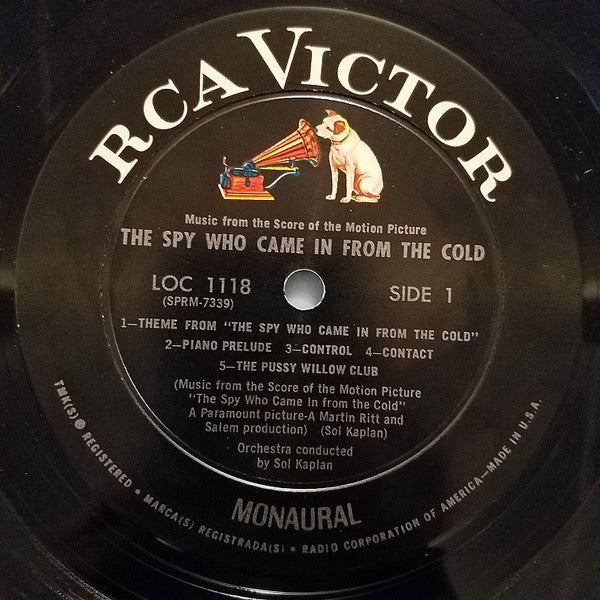 RCA VICTOR
Music from the Score of the Motion Picture
THE SPY WHO CAME IN FROM THE COLD
LOC 1118
(SPRM-7339)
SIDE 1
1—THEME FROM "THE SPY WHO CAME IN FROM THE COLD"
2—PIANO PRELUDE 3—CONTROL 4—CONTACT
5—THE PUSSY WILLOW CLUB
(Music from the Score of the Motion Picture
"The Spy Who Came In from the Cold"
A Paramount picture-A Martin Ritt and
Salem production) (Sol Kaplan)
Orchestra conducted
by Sol Kaplan
MONAURAL
TMK(S) ® REGISTERED • MARCA(S) REGISTRADA(S) • RADIO CORPORATION OF AMERICA—MADE IN U.S.A.